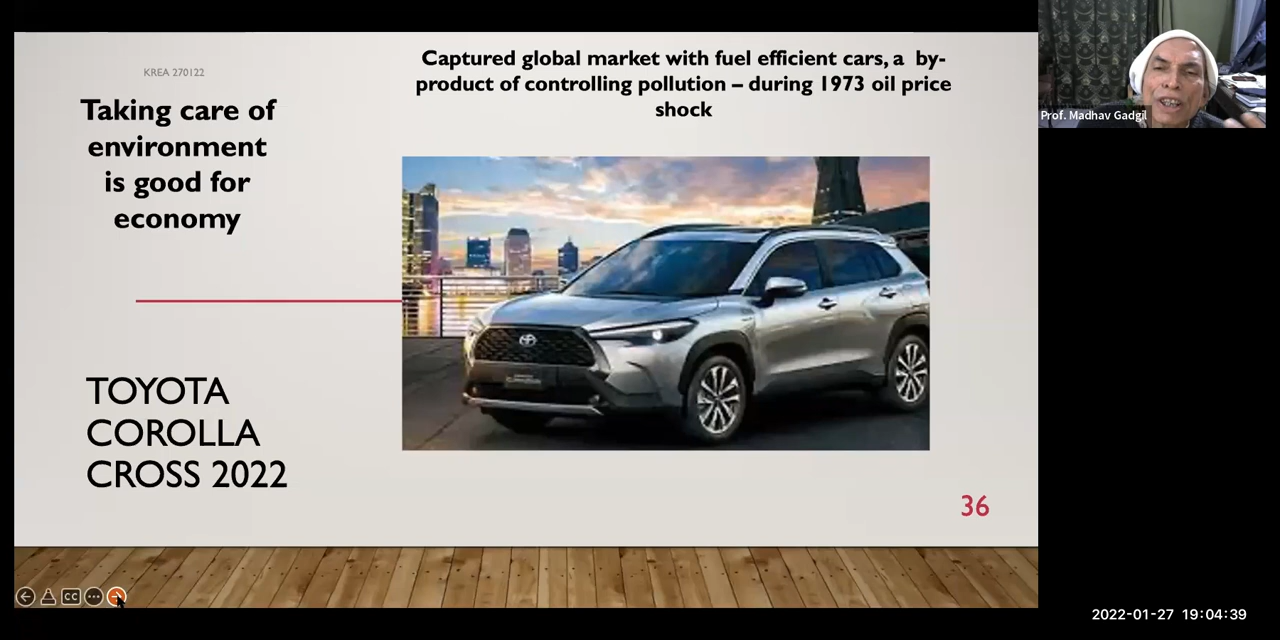 KREA 270122
Taking care of
environment
is good for
economy
Captured global market with fuel efficient cars, a by-
product of controlling pollution – during 1973 oil price
shock
TOYOTA
COROLLA
CROSS 2022
36
CC
Prof. Madhav Gadgil
2022-01-27 19:04:39